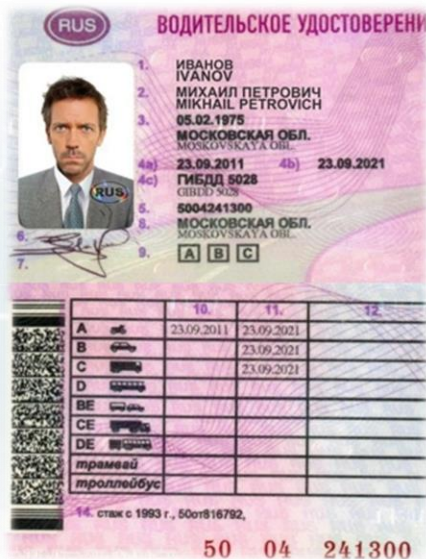 RUS ВОДИТЕЛЬСКОЕ УДОСТОВЕРЕНИ
1. ИВАНОВ
IVANOV
2. МИХАИЛ ПЕТРОВИЧ
MIKHAIL PETROVICH
3. 05.02.1975
МОСКОВСКАЯ ОБЛ.
MOSKOVSKAYA OBL.
4a) 23.09.2011 4b) 23.09.2021
4c) ГИБДД 5028
GIBDD 5028
RUS
5. 5004241300
8. МОСКОВСКАЯ ОБЛ.
MOSKOVSKAYA OBL.
6.
7.
9. A B C
10. 11. 12.
A 23.09.2011 23.09.2021
B 23.09.2021
C 23.09.2021
D
BE
CE
DE
трамвай
троллейбус
14. стаж с 1993 г., 50от816792,
50 04 241300